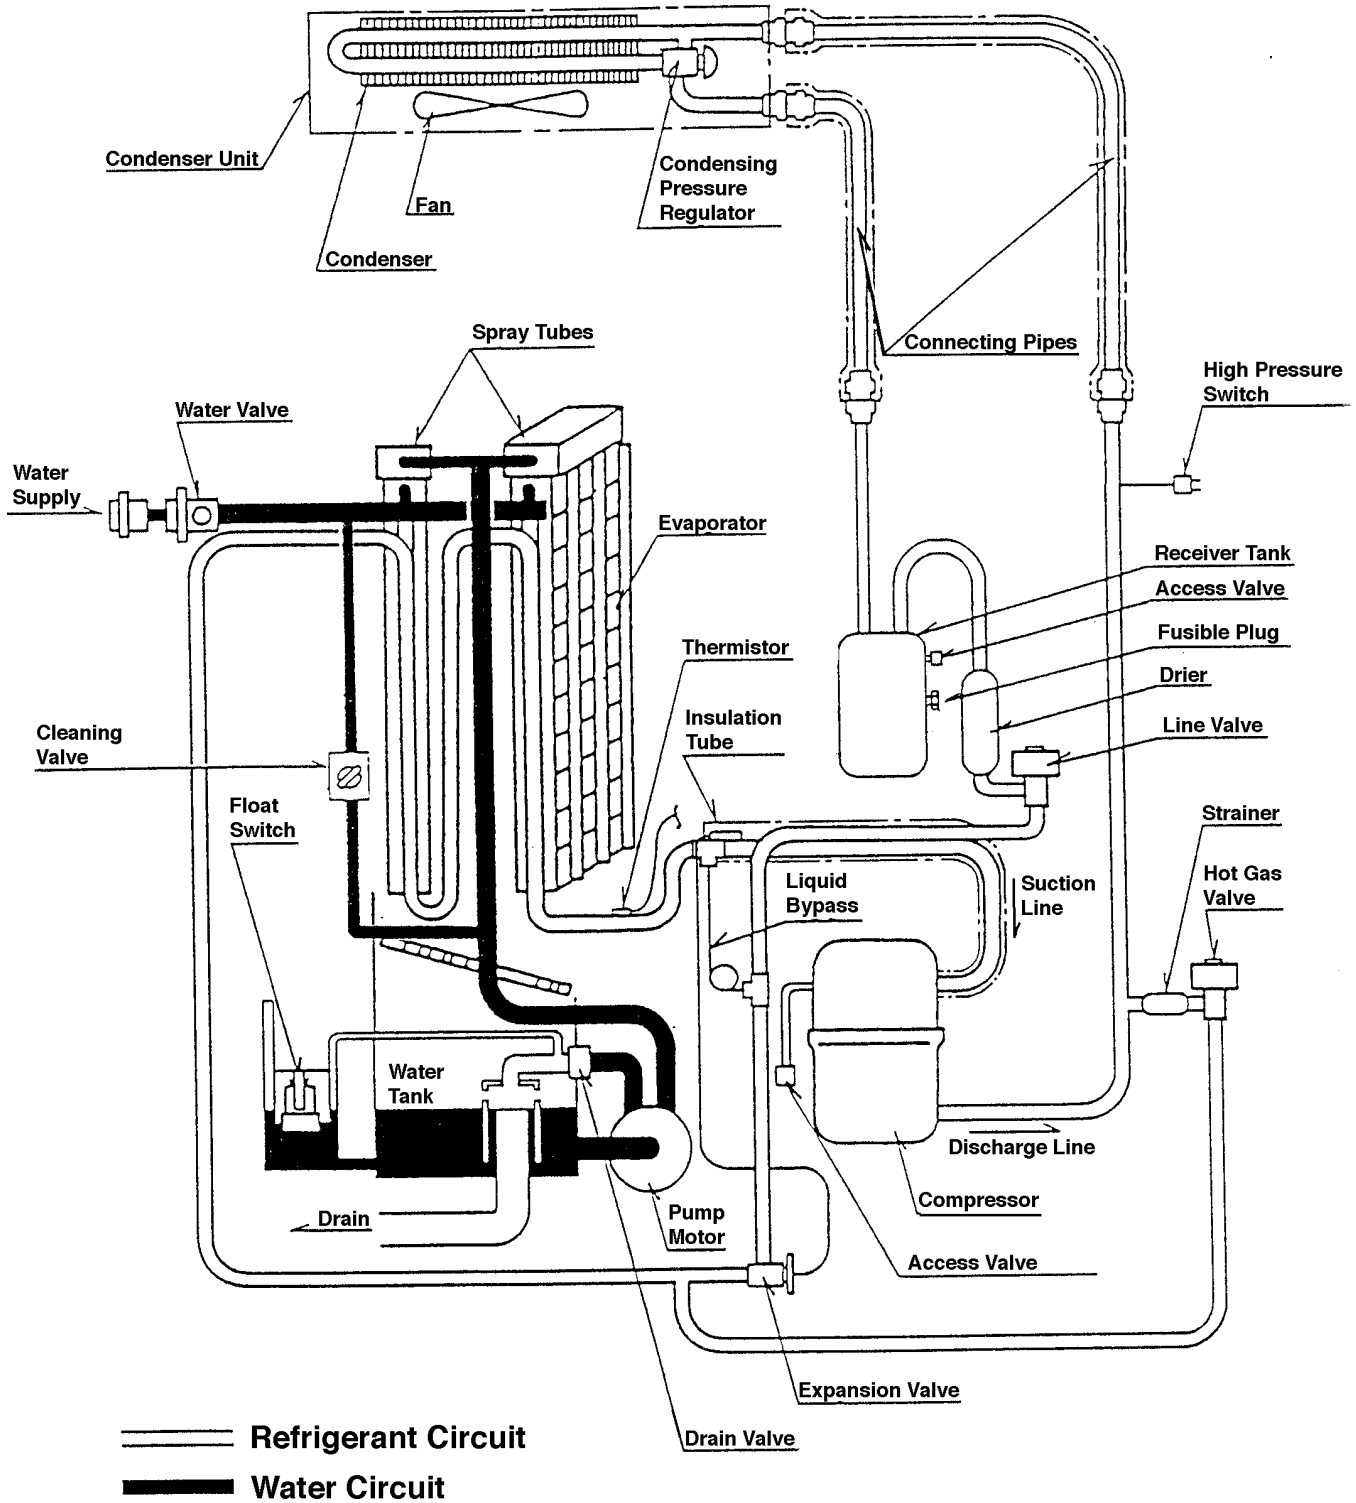 Condenser Unit
Fan
Condenser
Condensing
Pressure
Regulator
Connecting Pipes
Spray Tubes
High Pressure
Switch
Water Valve
Water
Supply
Evaporator
Receiver Tank
Access Valve
Fusible Plug
Drier
Line Valve
Thermistor
Insulation
Tube
Cleaning
Valve
Float
Switch
Strainer
Hot Gas
Valve
Liquid
Bypass
Suction
Line
Water
Tank
Discharge Line
Compressor
Drain
Pump
Motor
Access Valve
Expansion Valve
Drain Valve
Refrigerant Circuit
Water Circuit